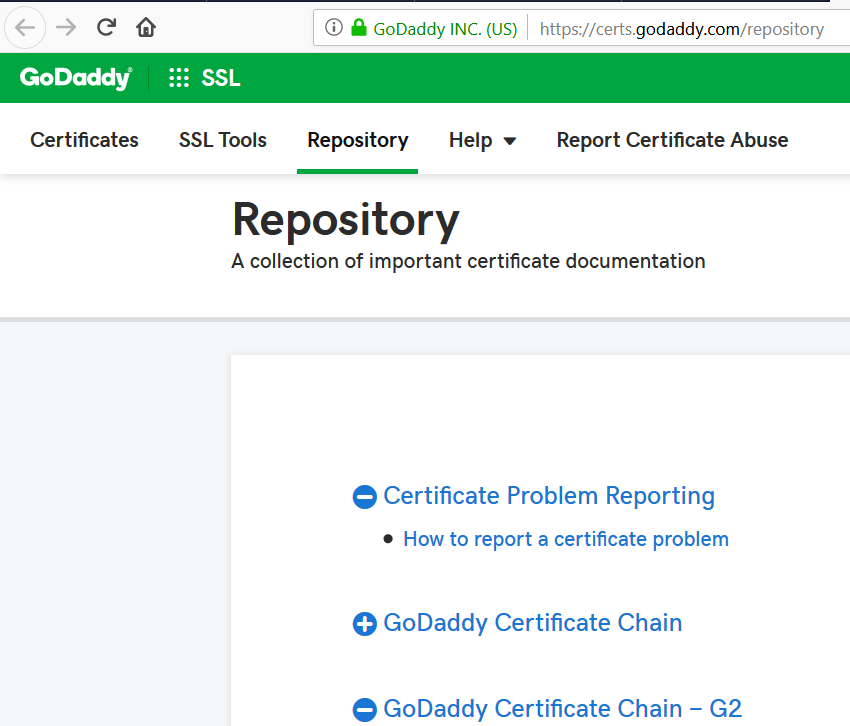 GoDaddy INC. (US) https://certs.godaddy.com/repository
GoDaddy® SSL
Certificates SSL Tools Repository Help Report Certificate Abuse
Repository
A collection of important certificate documentation
Certificate Problem Reporting
How to report a certificate problem
GoDaddy Certificate Chain
GoDaddy Certificate Chain – G2